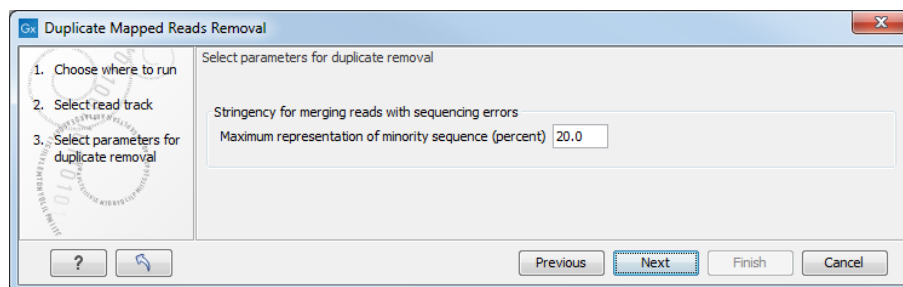 Gx Duplicate Mapped Reads Removal
X
1. Choose where to run
2. Select read track
3. Select parameters for
duplicate removal
Select parameters for duplicate removal
Stringency for merging reads with sequencing errors
Maximum representation of minority sequence (percent) 20.0
?
Previous Next Finish Cancel